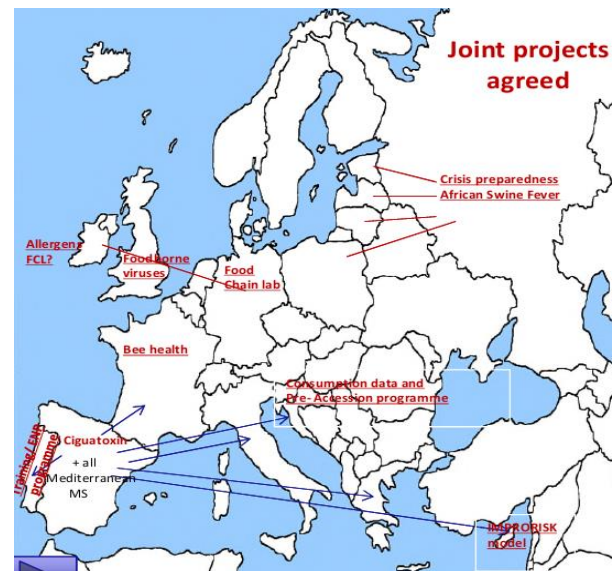 Joint projects
agreed
Crisis preparedness
African Swine Fever
Allergens
FCL?
Foodborne
viruses
Food
Chain lab
Bee health
Consumption data and
Pre- Accession programme
Training/ ENP
programme
Ciguatoxin
+ all
Mediterranean
MS
IMPRORISK
model